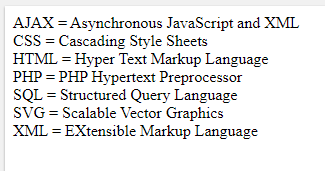 AJAX = Asynchronous JavaScript and XML
CSS = Cascading Style Sheets
HTML = Hyper Text Markup Language
PHP = PHP Hypertext Preprocessor
SQL = Structured Query Language
SVG = Scalable Vector Graphics
XML = EXtensible Markup Language